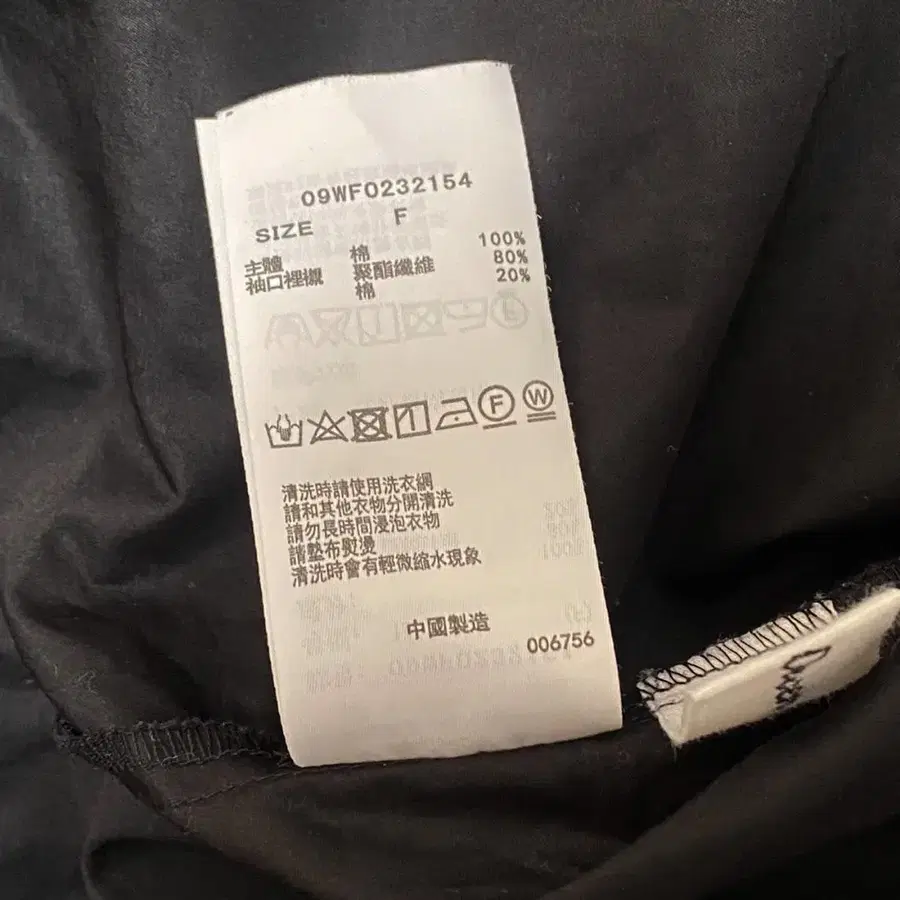 09WF0232154
SIZE F
主體 棉 100%
袖口裡襯 聚酯纖維 80%
棉 20%
F W
清洗時請使用洗衣網
請和其他衣物分開清洗
請勿長時間浸泡衣物
請墊布熨燙
清洗時會有輕微縮水現象
中國製造
006756